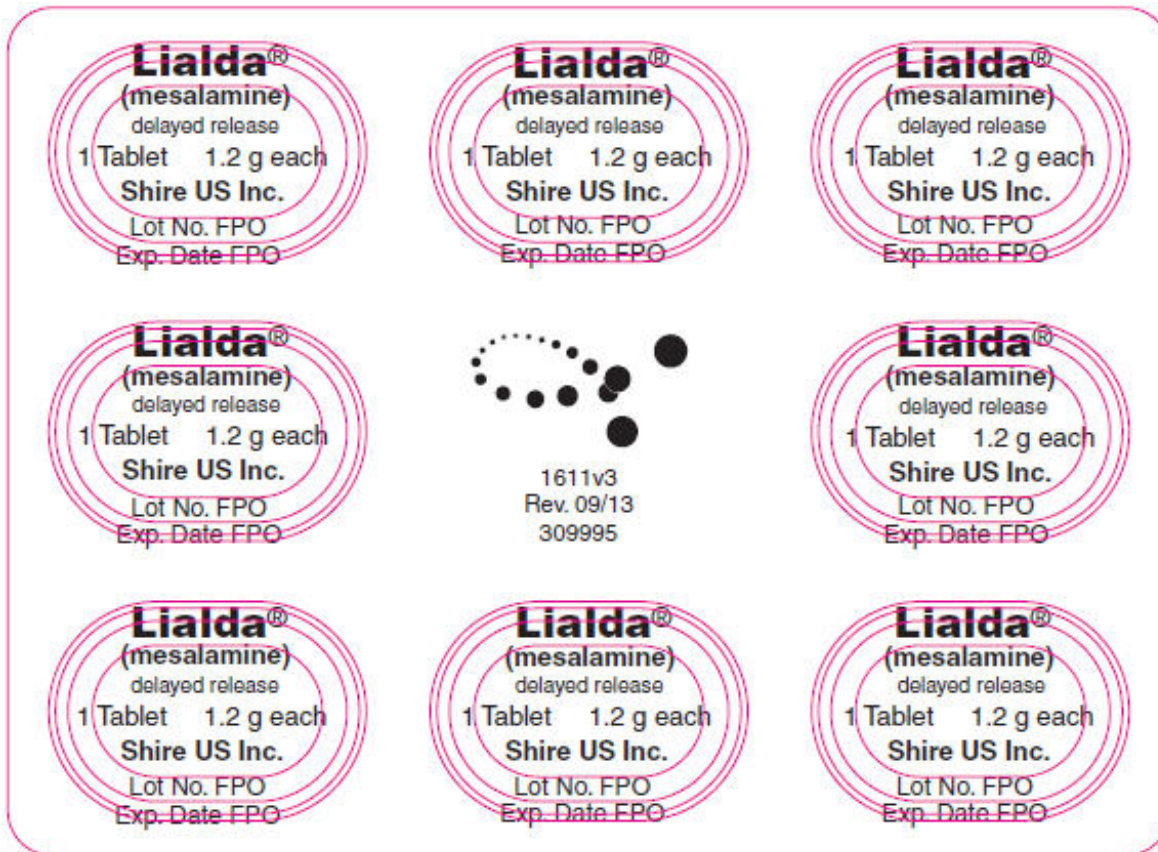 Lialda®
(mesalamine)
delayed release
1 Tablet 1.2 g each
Shire US Inc.
Lot No. FPO
Exp. Date FPO
Lialda®
(mesalamine)
delayed release
1 Tablet 1.2 g each
Shire US Inc.
Lot No. FPO
Exp. Date FPO
Lialda®
(mesalamine)
delayed release
1 Tablet 1.2 g each
Shire US Inc.
Lot No. FPO
Exp. Date FPO
Lialda®
(mesalamine)
delayed release
1 Tablet 1.2 g each
Shire US Inc.
Lot No. FPO
Exp. Date FPO
1611v3
Rev. 09/13
309995
Lialda®
(mesalamine)
delayed release
1 Tablet 1.2 g each
Shire US Inc.
Lot No. FPO
Exp. Date FPO
Lialda®
(mesalamine)
delayed release
1 Tablet 1.2 g each
Shire US Inc.
Lot No. FPO
Exp. Date FPO
Lialda®
(mesalamine)
delayed release
1 Tablet 1.2 g each
Shire US Inc.
Lot No. FPO
Exp. Date FPO
Lialda®
(mesalamine)
delayed release
1 Tablet 1.2 g each
Shire US Inc.
Lot No. FPO
Exp. Date FPO